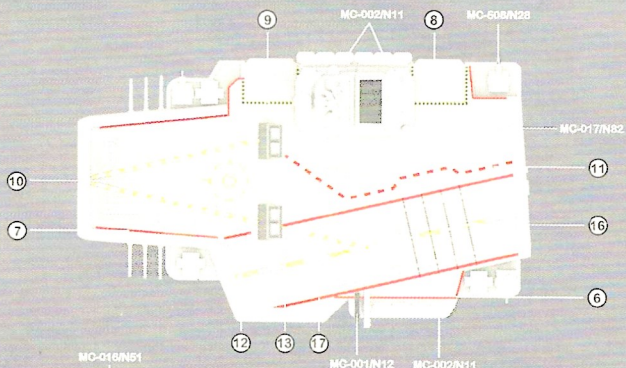 ⑨ MC-002/N11 ⑧ MC-608/N28
MC-017/N82
⑪
⑩
⑯
⑦
⑥
⑫ ⑬ ⑰
MC-016/N51 MC-001/N12 MC-002/N11